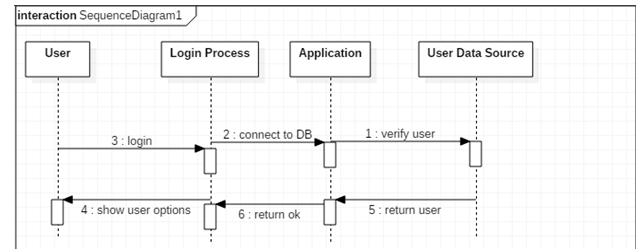 interaction SequenceDiagram1
User
Login Process
Application
User Data Source
3 : login
2 : connect to DB
1 : verify user
4 : show user options
6 : return ok
5 : return user